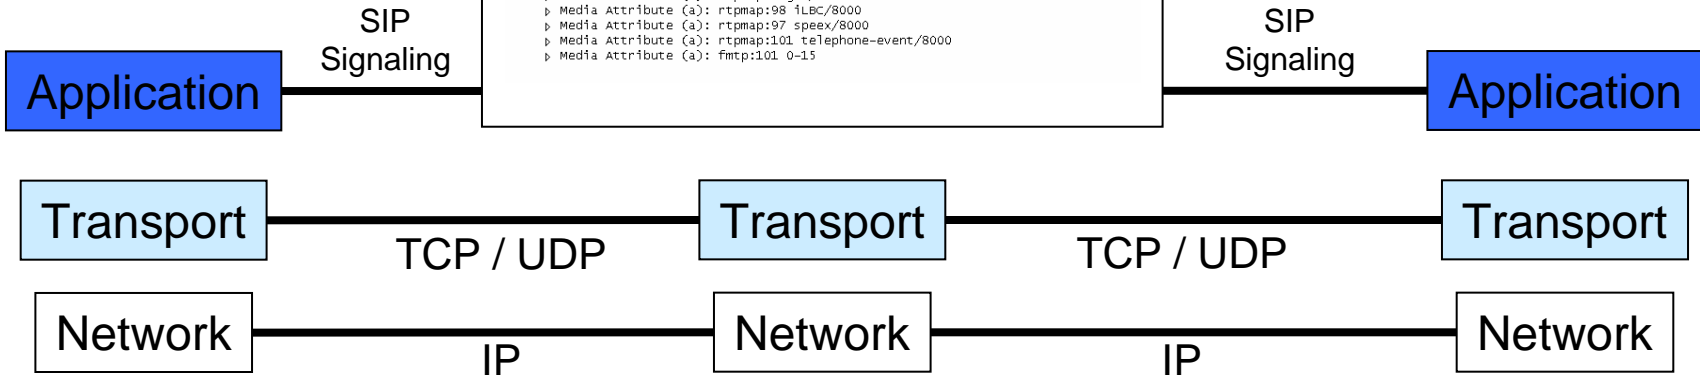 Media Attribute (a): rtpmap:98 iLBC/8000
Media Attribute (a): rtpmap:97 speex/8000
Media Attribute (a): rtpmap:101 telephone-event/8000
Media Attribute (a): fmtp:101 0-15
SIP
Signaling
SIP
Signaling
Application
Application
Transport
TCP / UDP
Transport
TCP / UDP
Transport
Network
IP
Network
IP
Network